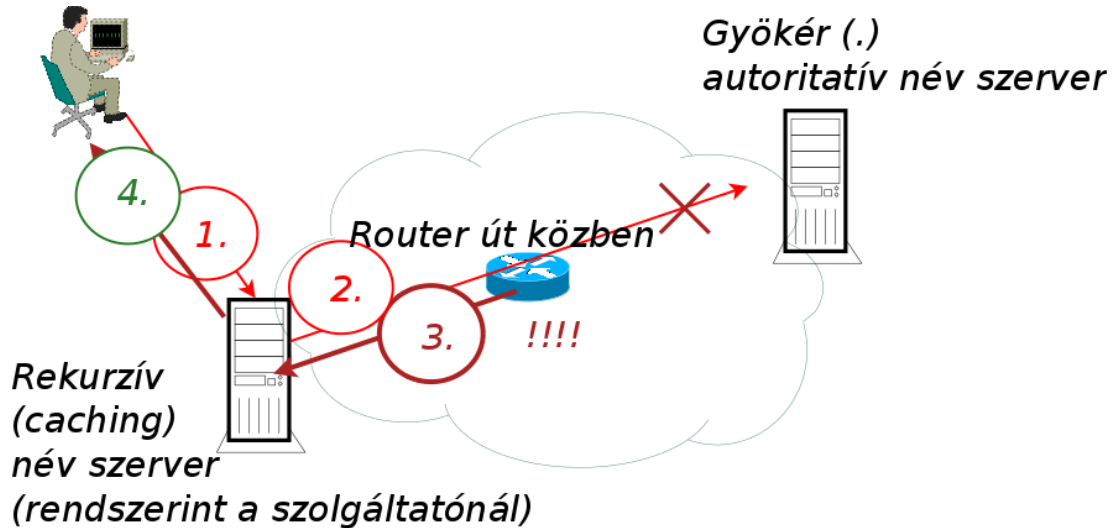 Gyökér (.)
autoritatív név szerver
4.
1.
Router út közben
2.
3.
!!!!
Rekurzív
(caching)
név szerver
(rendszerint a szolgáltatónál)